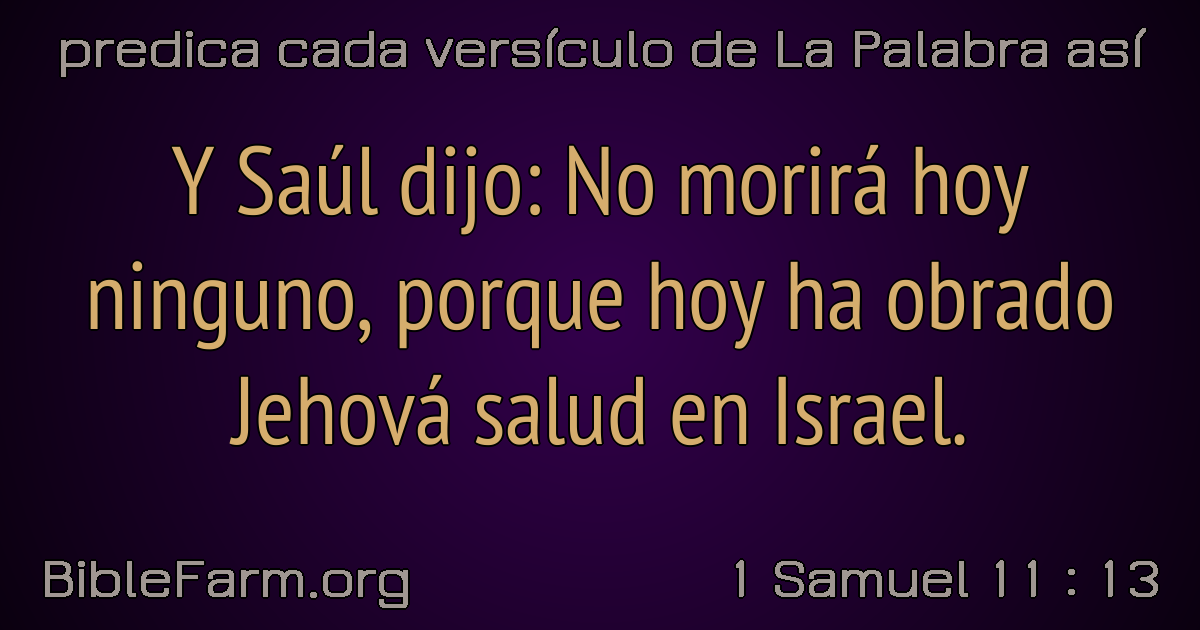 predica cada versículo de La Palabra así
Y Saúl dijo: No morirá hoy
ninguno, porque hoy ha obrado
Jehová salud en Israel.
BibleFarm.org
1 Samuel 11 : 13